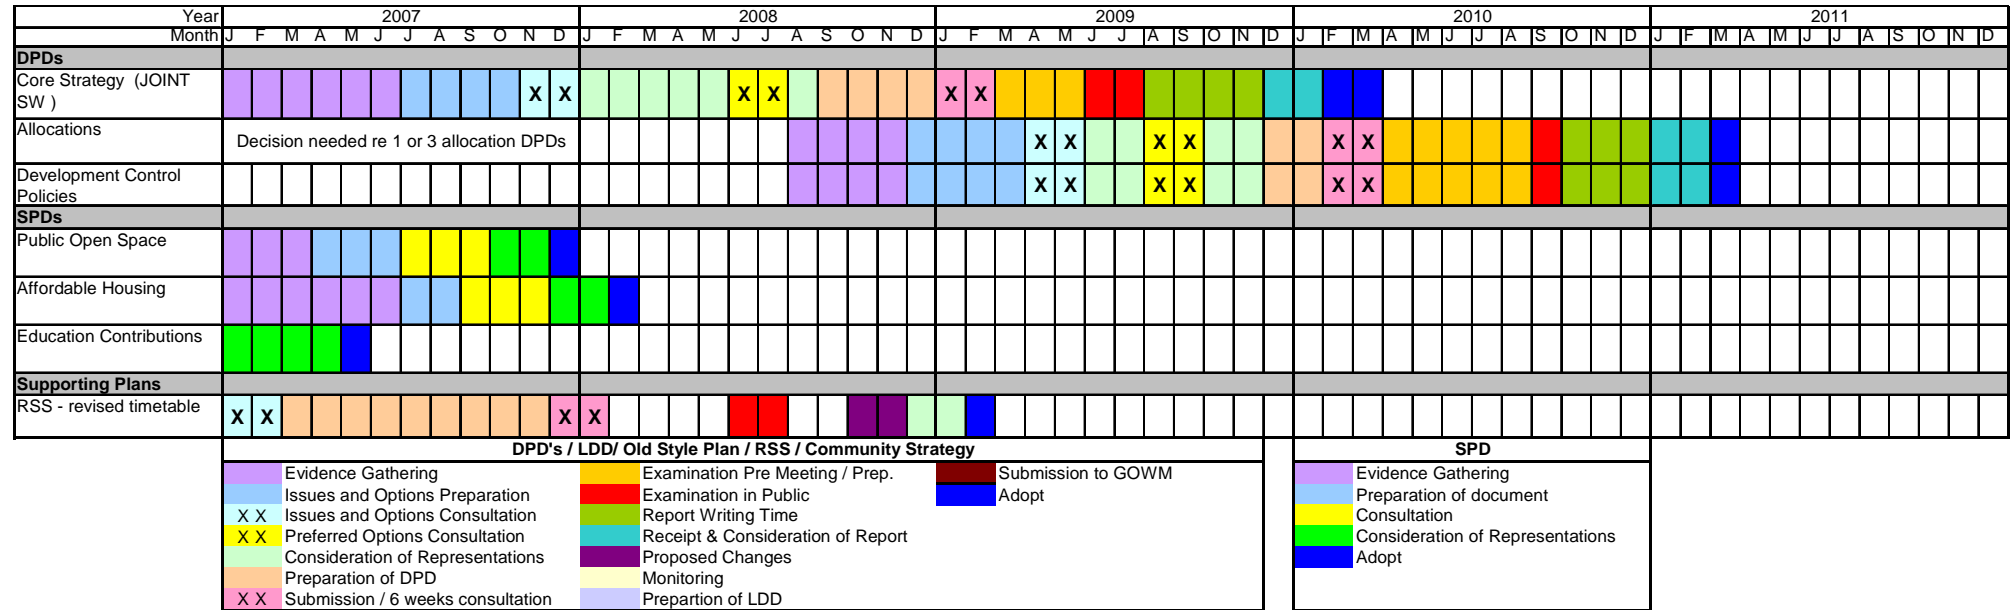 Year 2007 2008 2009 2010 2011
Month J F M A M J J A S O N D J F M A M J J A S O N D J F M A M J J A S O N D J F M A M J J A S O N D J F M A M J J A S O N D
DPDs
Core Strategy (JOINT
SW )
X X X X X X
Allocations
Decision needed re 1 or 3 allocation DPDs
X X X X X X
Development Control
Policies
X X X X X X
SPDs
Public Open Space
Affordable Housing
Education Contributions
Supporting Plans
RSS - revised timetable
X X X X
DPD's / LDD/ Old Style Plan / RSS / Community Strategy
Evidence Gathering
Issues and Options Preparation
X X Issues and Options Consultation
X X Preferred Options Consultation
Consideration of Representations
Preparation of DPD
X X Submission / 6 weeks consultation
Examination Pre Meeting / Prep.
Examination in Public
Report Writing Time
Receipt & Consideration of Report
Proposed Changes
Monitoring
Prepartion of LDD
Submission to GOWM
Adopt
SPD
Evidence Gathering
Preparation of document
Consultation
Consideration of Representations
Adopt